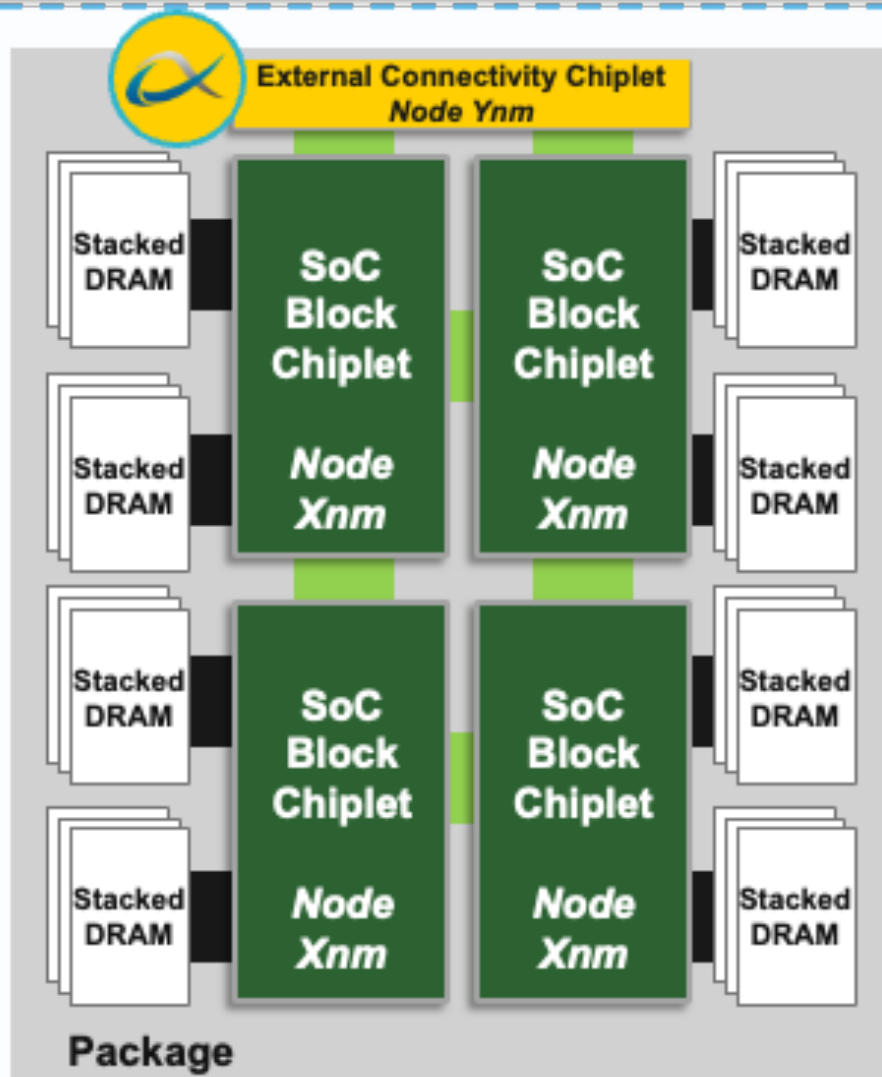 External Connectivity Chiplet
Node Ynm
Stacked
DRAM
SoC
Block
Chiplet
Node
Xnm
SoC
Block
Chiplet
Node
Xnm
Stacked
DRAM
Stacked
DRAM
Stacked
DRAM
Stacked
DRAM
SoC
Block
Chiplet
Node
Xnm
SoC
Block
Chiplet
Node
Xnm
Stacked
DRAM
Stacked
DRAM
Stacked
DRAM
Package